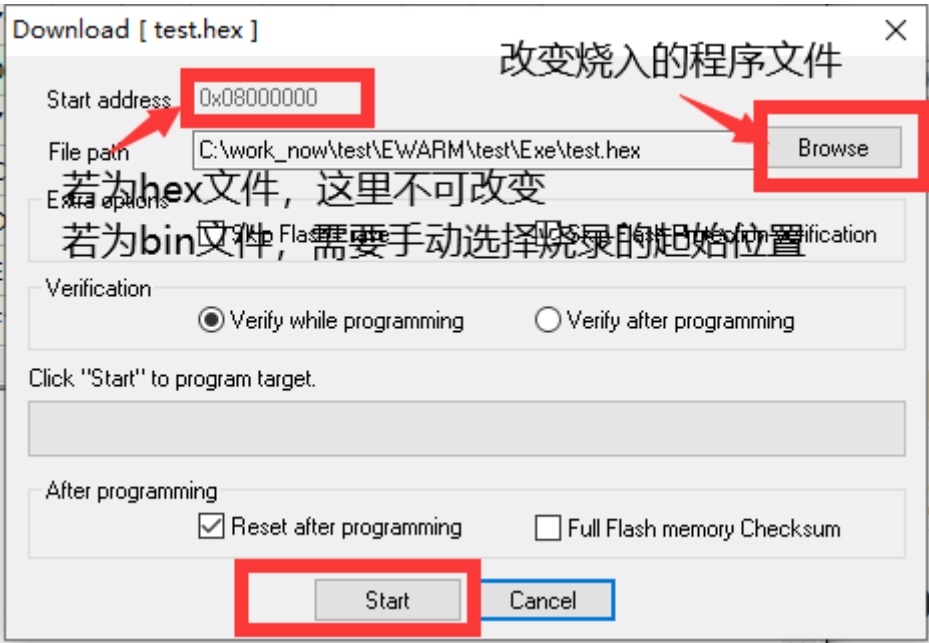 Download [ test.hex ]
改变烧入的程序文件
Start address 0x08000000
File path C:\work_now\test\EWARM\test\Exe\test.hex Browse
若为hex文件，这里不可改变
Extra options
若为bin文件，需要手动选择烧录的起始位置
Verification
Verify while programming Verify after programming
Click "Start" to program target.
After programming
Reset after programming Full Flash memory Checksum
Start Cancel